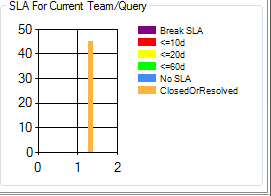 SLA For Current Team/Query
50
40
30
20
10
0
0 1 2
Break SLA
<=10d
<=20d
<=60d
No SLA
ClosedOrResolved